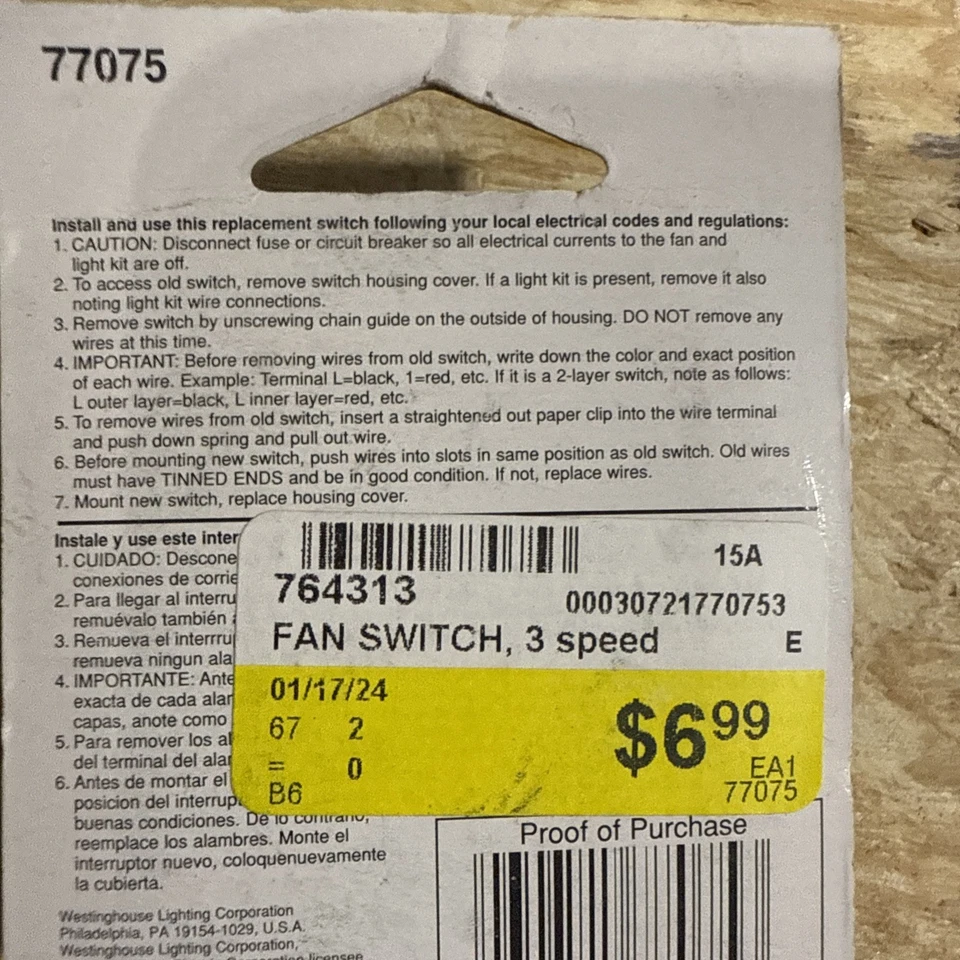 77075
Install and use this replacement switch following your local electrical codes and regulations:
1. CAUTION: Disconnect fuse or circuit breaker so all electrical currents to the fan and
light kit are off.
2. To access old switch, remove switch housing cover. If a light kit is present, remove it also
noting light kit wire connections.
3. Remove switch by unscrewing chain guide on the outside of housing. DO NOT remove any
wires at this time.
4. IMPORTANT: Before removing wires from old switch, write down the color and exact position
of each wire. Example: Terminal L=black, 1=red, etc. If it is a 2-layer switch, note as follows:
L outer layer=black, L inner layer=red, etc.
5. To remove wires from old switch, insert a straightened out paper clip into the wire terminal
and push down spring and pull out wire.
6. Before mounting new switch, push wires into slots in same position as old switch. Old wires
must have TINNED ENDS and be in good condition. If not, replace wires.
7. Mount new switch, replace housing cover.
Instale y use este inter
1. CUIDADO: Descone
conexiones de corrie
2. Para llegar al interru
remuévalo también
3. Remueva el interrru
remueva ningun ala
4. IMPORTANTE: Ante
exacta de cada alar
capas, anote como
5. Para remover los al
del terminal del alar
6. Antes de montar el
posicion del interrup
buenas condiciones. De lo contrario,
reemplace los alambres. Monte el
interruptor nuevo, coloquenuevamente
la cubierta.
Westinghouse Lighting Corporation
Philadelphia, PA 19154-1029, U.S.A.
Westinghouse Lighting Corporation,
Corporation licensee
15A
764313
00030721770753
FAN SWITCH, 3 speed E
01/17/24
67 2
= 0
B6
$6.99
EA1
77075
Proof of Purchase